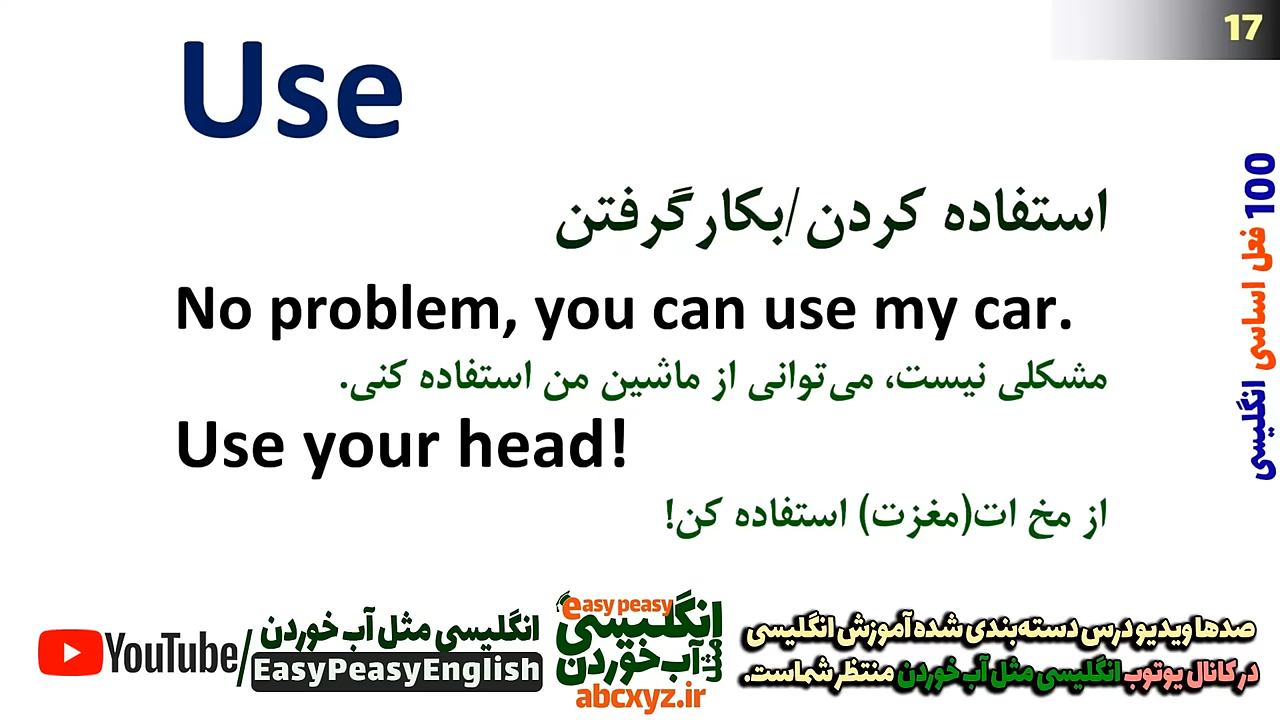 17
Use
استفاده کردن/بکارگرفتن
No problem, you can use my car.
مشکلی نیست، می‌توانی از ماشین من استفاده کنی.
Use your head!
از مخ ات(مغزت) استفاده کن!
100 فعل اساسی انگلیسی
YouTube/
انگلیسی مثل آب خوردن
EasyPeasyEnglish
easy peasy
انگلیسی
مثل آب خوردن
abcxyz.ir
صدها ویدیو درس دسته‌بندی شده آموزش انگلیسی
در کانال یوتوب انگلیسی مثل آب خوردن منتظر شماست.